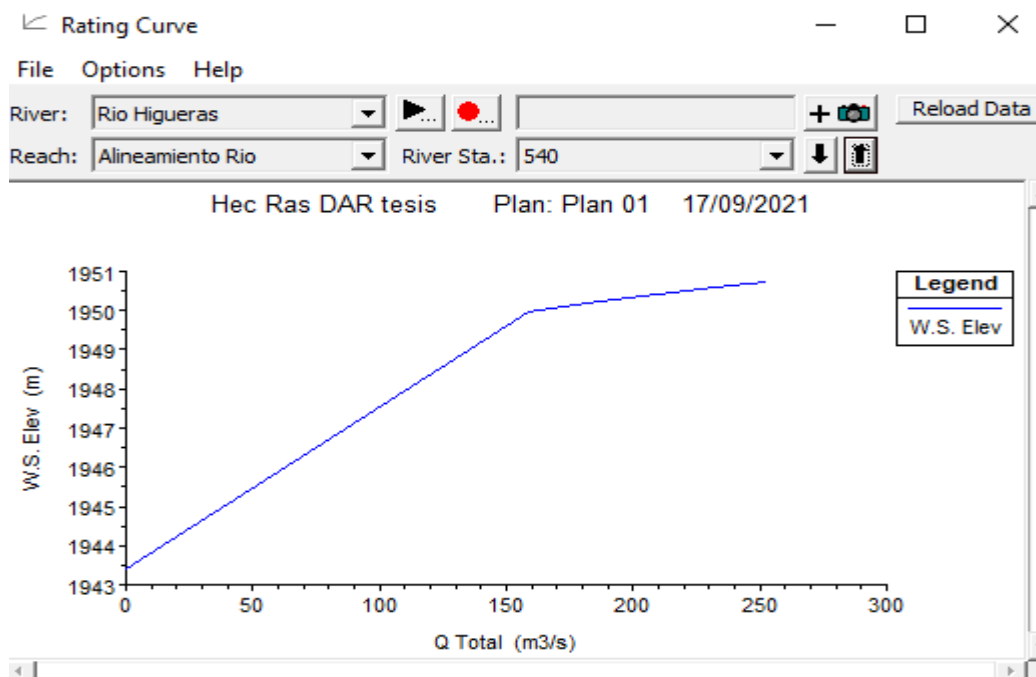 Rating Curve
File Options Help
River: Rio Higueras ... ... + Reload Data
Reach: Alineamiento Rio River Sta.: 540
Hec Ras DAR tesis Plan: Plan 01 17/09/2021
1951
1950
1949
1948
1947
1946
1945
1944
1943
W.S. Elev (m)
0 50 100 150 200 250 300
Q Total (m3/s)
Legend
W.S. Elev